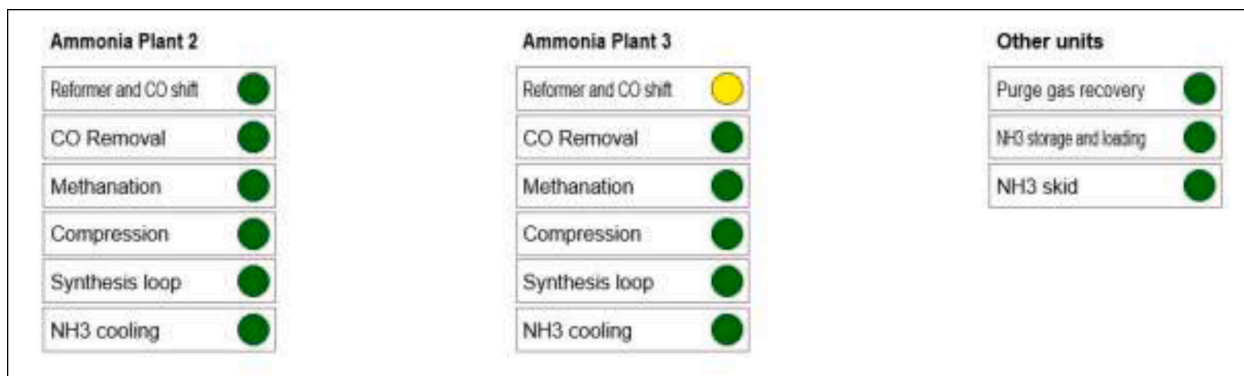 Ammonia Plant 2
Reformer and CO shift
CO Removal
Methanation
Compression
Synthesis loop
NH3 cooling
Ammonia Plant 3
Reformer and CO shift
CO Removal
Methanation
Compression
Synthesis loop
NH3 cooling
Other units
Purge gas recovery
NH3 storage and loading
NH3 skid